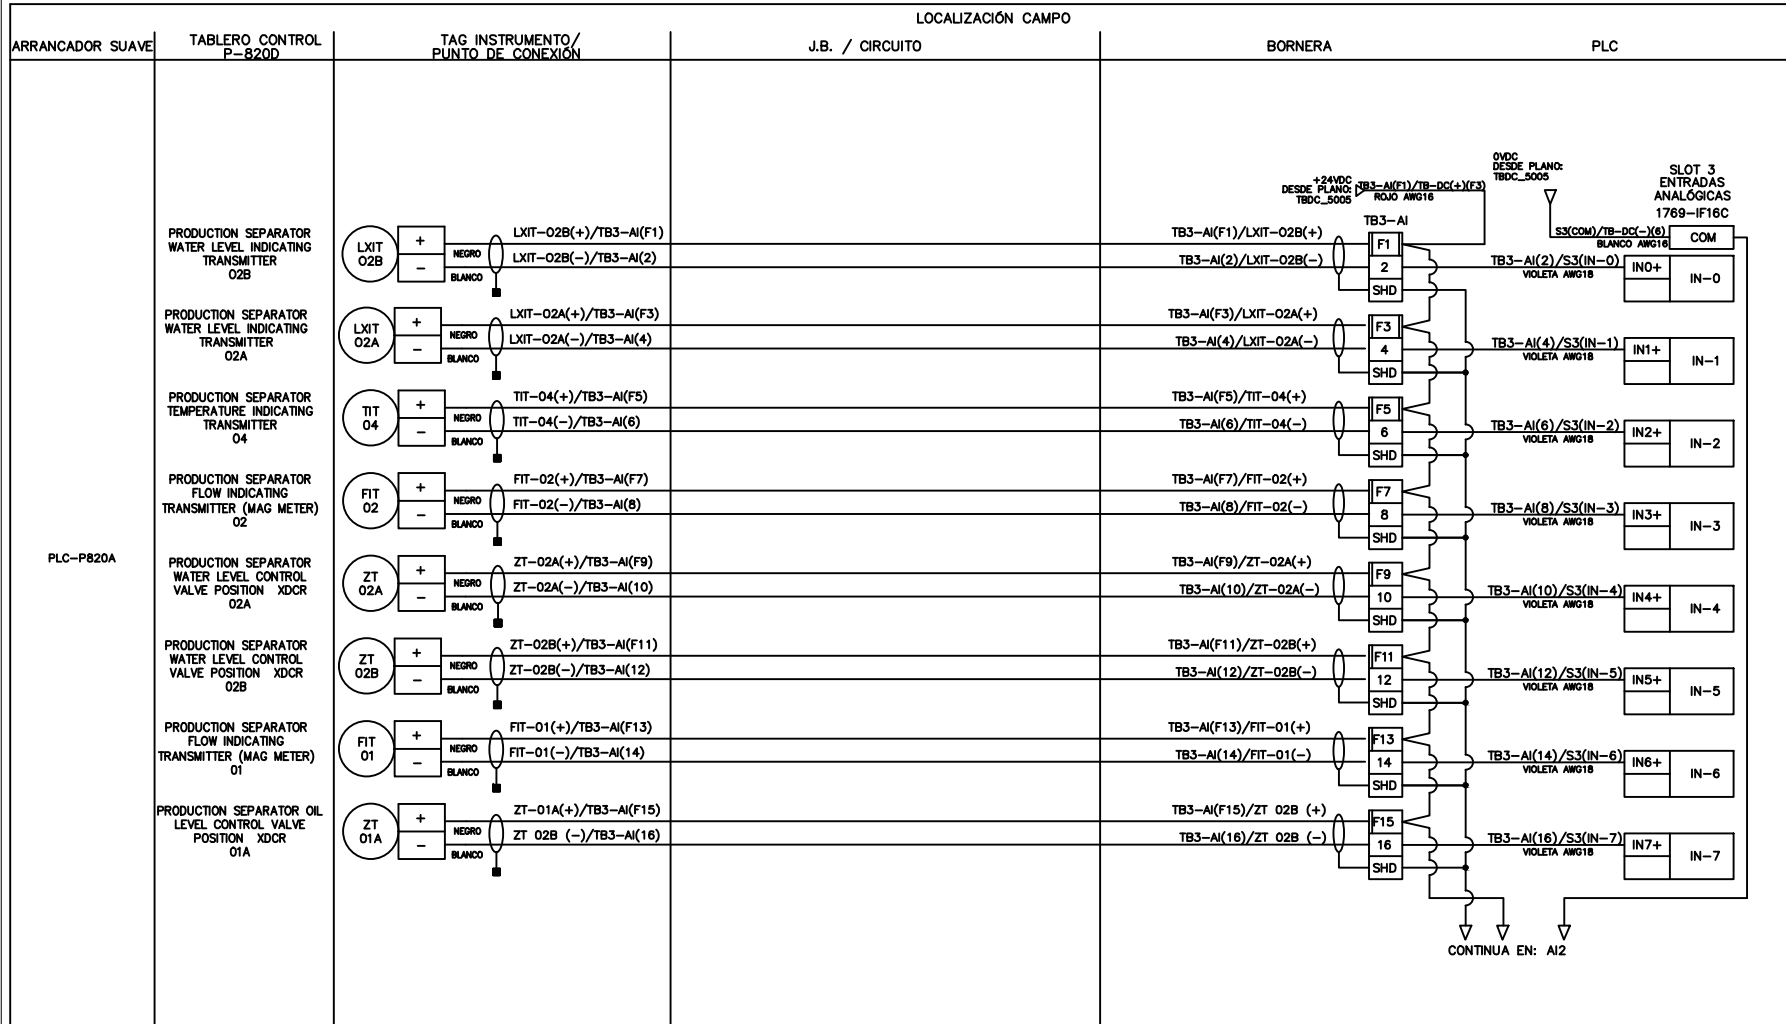 LOCALIZACIÓN CAMPO
ARRANCADOR SUAVE
TABLERO CONTROL
P-820D
TAG INSTRUMENTO/
PUNTO DE CONEXIÓN
J.B. / CIRCUITO
BORNERA
PLC
PLC-P820A
+24VDC
DESDE PLANO:
TBDC_5005
TB3-AI(F1)/TB-DC(+)(F3)
ROJO AWG16
0VDC
DESDE PLANO:
TBDC_5005
SLOT 3
ENTRADAS
ANALÓGICAS
1769-IF16C
TB3-AI
S3(COM)/TB-DC(-)(6)
BLANCO AWG16
COM
PRODUCTION SEPARATOR
WATER LEVEL INDICATING
TRANSMITTER
02B
LXIT
02B
+
-
NEGRO
BLANCO
LXIT-02B(+)/TB3-AI(F1)
LXIT-02B(-)/TB3-AI(2)
TB3-AI(F1)/LXIT-02B(+)
TB3-AI(2)/LXIT-02B(-)
F1
2
SHD
TB3-AI(2)/S3(IN-0)
VIOLETA AWG18
IN0+
IN-0
PRODUCTION SEPARATOR
WATER LEVEL INDICATING
TRANSMITTER
02A
LXIT
02A
+
-
NEGRO
BLANCO
LXIT-02A(+)/TB3-AI(F3)
LXIT-02A(-)/TB3-AI(4)
TB3-AI(F3)/LXIT-02A(+)
TB3-AI(4)/LXIT-02A(-)
F3
4
SHD
TB3-AI(4)/S3(IN-1)
VIOLETA AWG18
IN1+
IN-1
PRODUCTION SEPARATOR
TEMPERATURE INDICATING
TRANSMITTER
04
TIT
04
+
-
NEGRO
BLANCO
TIT-04(+)/TB3-AI(F5)
TIT-04(-)/TB3-AI(6)
TB3-AI(F5)/TIT-04(+)
TB3-AI(6)/TIT-04(-)
F5
6
SHD
TB3-AI(6)/S3(IN-2)
VIOLETA AWG18
IN2+
IN-2
PRODUCTION SEPARATOR
FLOW INDICATING
TRANSMITTER (MAG METER)
02
FIT
02
+
-
NEGRO
BLANCO
FIT-02(+)/TB3-AI(F7)
FIT-02(-)/TB3-AI(8)
TB3-AI(F7)/FIT-02(+)
TB3-AI(8)/FIT-02(-)
F7
8
SHD
TB3-AI(8)/S3(IN-3)
VIOLETA AWG18
IN3+
IN-3
PRODUCTION SEPARATOR
WATER LEVEL CONTROL
VALVE POSITION XDCR
02A
ZT
02A
+
-
NEGRO
BLANCO
ZT-02A(+)/TB3-AI(F9)
ZT-02A(-)/TB3-AI(10)
TB3-AI(F9)/ZT-02A(+)
TB3-AI(10)/ZT-02A(-)
F9
10
SHD
TB3-AI(10)/S3(IN-4)
VIOLETA AWG18
IN4+
IN-4
PRODUCTION SEPARATOR
WATER LEVEL CONTROL
VALVE POSITION XDCR
02B
ZT
02B
+
-
NEGRO
BLANCO
ZT-02B(+)/TB3-AI(F11)
ZT-02B(-)/TB3-AI(12)
TB3-AI(F11)/ZT-02B(+)
TB3-AI(12)/ZT-02B(-)
F11
12
SHD
TB3-AI(12)/S3(IN-5)
VIOLETA AWG18
IN5+
IN-5
PRODUCTION SEPARATOR
FLOW INDICATING
TRANSMITTER (MAG METER)
01
FIT
01
+
-
NEGRO
BLANCO
FIT-01(+)/TB3-AI(F13)
FIT-01(-)/TB3-AI(14)
TB3-AI(F13)/FIT-01(+)
TB3-AI(14)/FIT-01(-)
F13
14
SHD
TB3-AI(14)/S3(IN-6)
VIOLETA AWG18
IN6+
IN-6
PRODUCTION SEPARATOR OIL
LEVEL CONTROL VALVE
POSITION XDCR
01A
ZT
01A
+
-
NEGRO
BLANCO
ZT-01A(+)/TB3-AI(F15)
ZT 02B (-)/TB3-AI(16)
TB3-AI(F15)/ZT 02B (+)
TB3-AI(16)/ZT 02B (-)
F15
16
SHD
TB3-AI(16)/S3(IN-7)
VIOLETA AWG18
IN7+
IN-7
CONTINUA EN: AI2